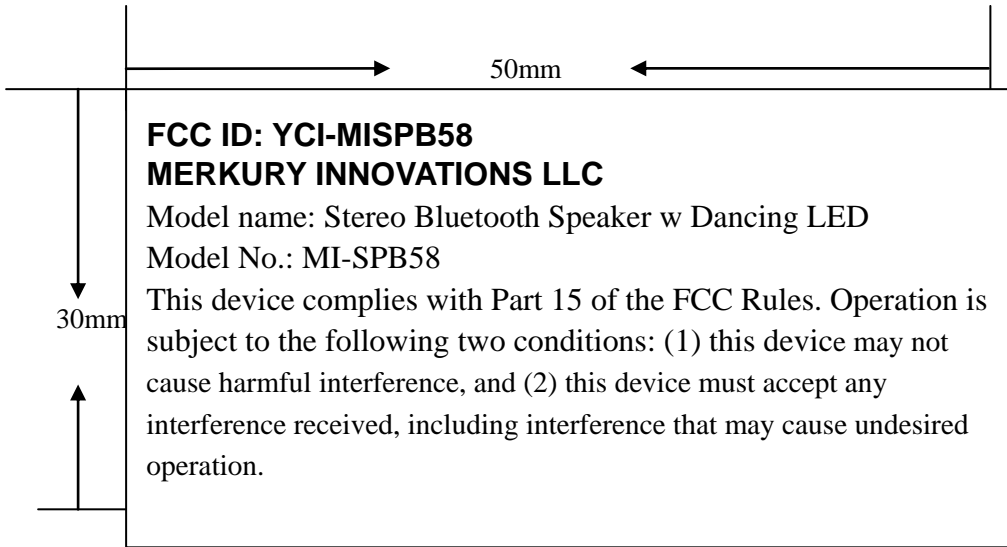 50mm
FCC ID: YCI-MISPB58
MERKURY INNOVATIONS LLC
Model name: Stereo Bluetooth Speaker w Dancing LED
Model No.: MI-SPB58
This device complies with Part 15 of the FCC Rules. Operation is
30mm
subject to the following two conditions: (1) this device may not
cause harmful interference, and (2) this device must accept any
interference received, including interference that may cause undesired
operation.